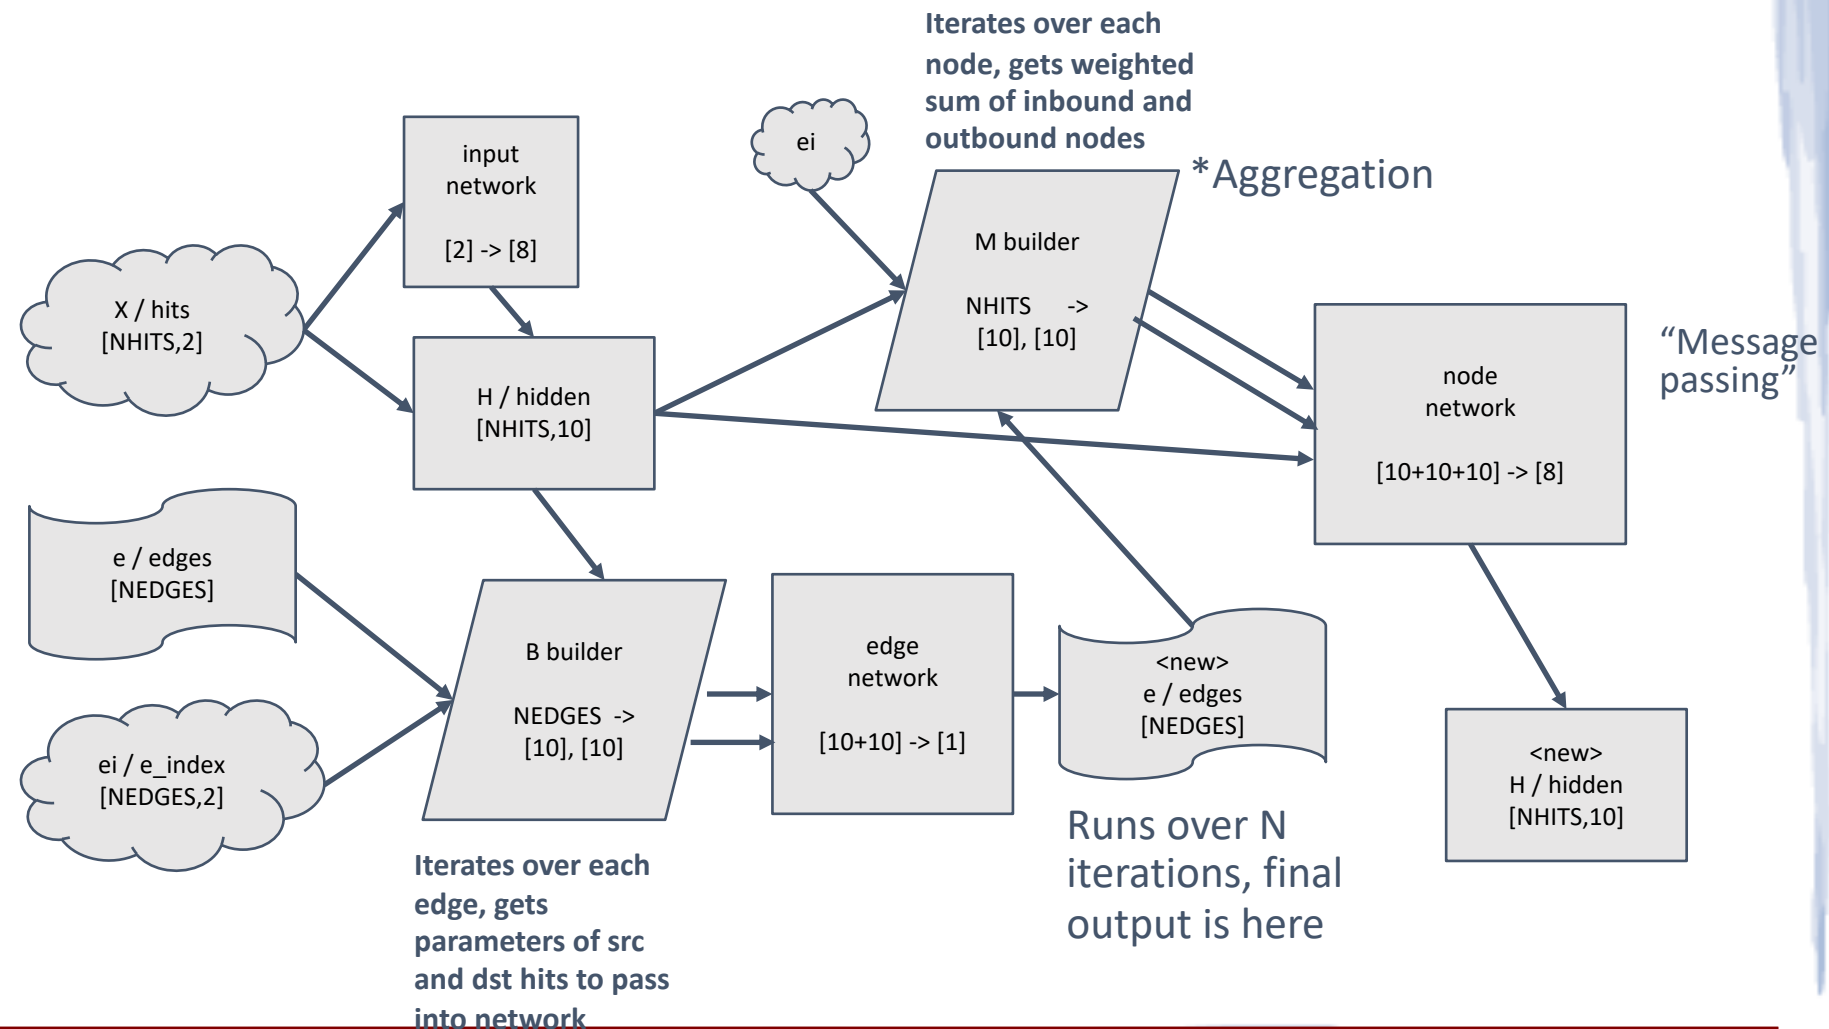 Iterates over each
node, gets weighted
sum of inbound and
outbound nodes
ei
*Aggregation
input
network
[2] -> [8]
M builder
NHITS ->
[10], [10]
X / hits
[NHITS,2]
H / hidden
[NHITS,10]
node
network
[10+10+10] -> [8]
“Message
passing”
e / edges
[NEDGES]
B builder
NEDGES ->
[10], [10]
edge
network
[10+10] -> [1]
<new>
e / edges
[NEDGES]
ei / e_index
[NEDGES,2]
<new>
H / hidden
[NHITS,10]
Runs over N
iterations, final
output is here
Iterates over each
edge, gets
parameters of src
and dst hits to pass
into network